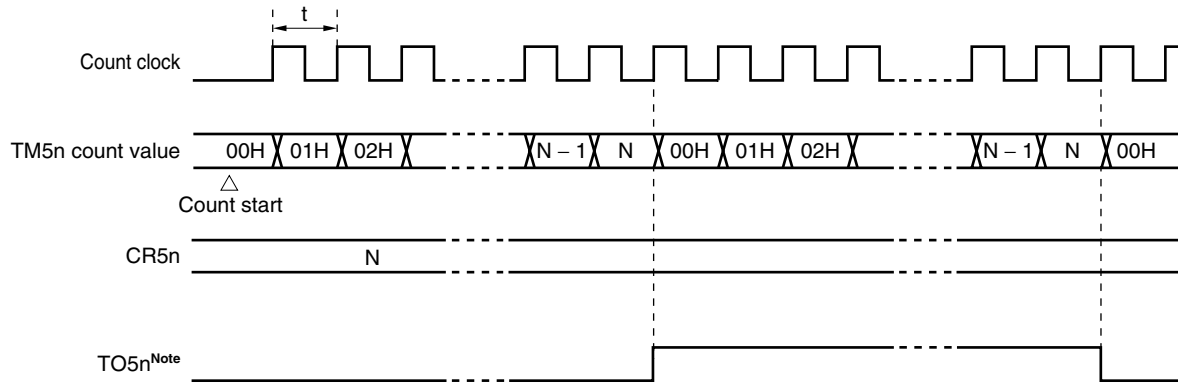 t
Count clock
TM5n count value 00H 01H 02H N – 1 N 00H 01H 02H N – 1 N 00H
Count start
CR5n N
TO5nNote